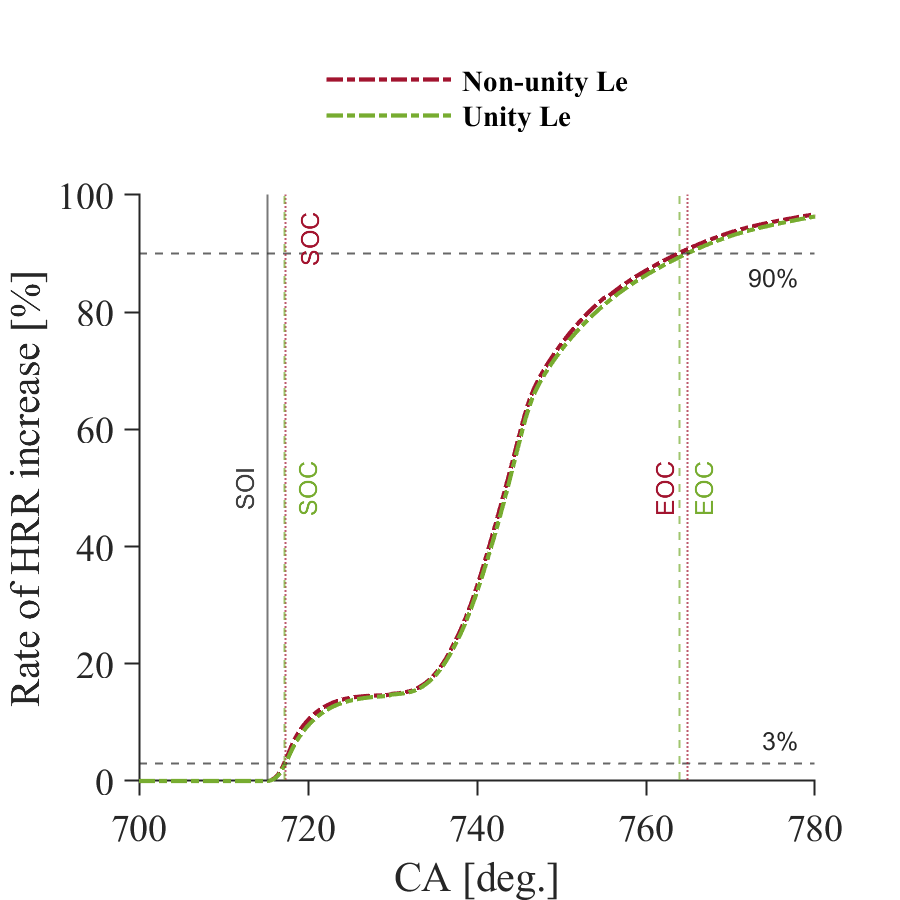 Non-unity Le
Unity Le
Rate of HRR increase [%]
100
80
60
40
20
0
SOC
90%
SOI
SOC
EOC
EOC
3%
700
720
740
760
780
CA [deg.]